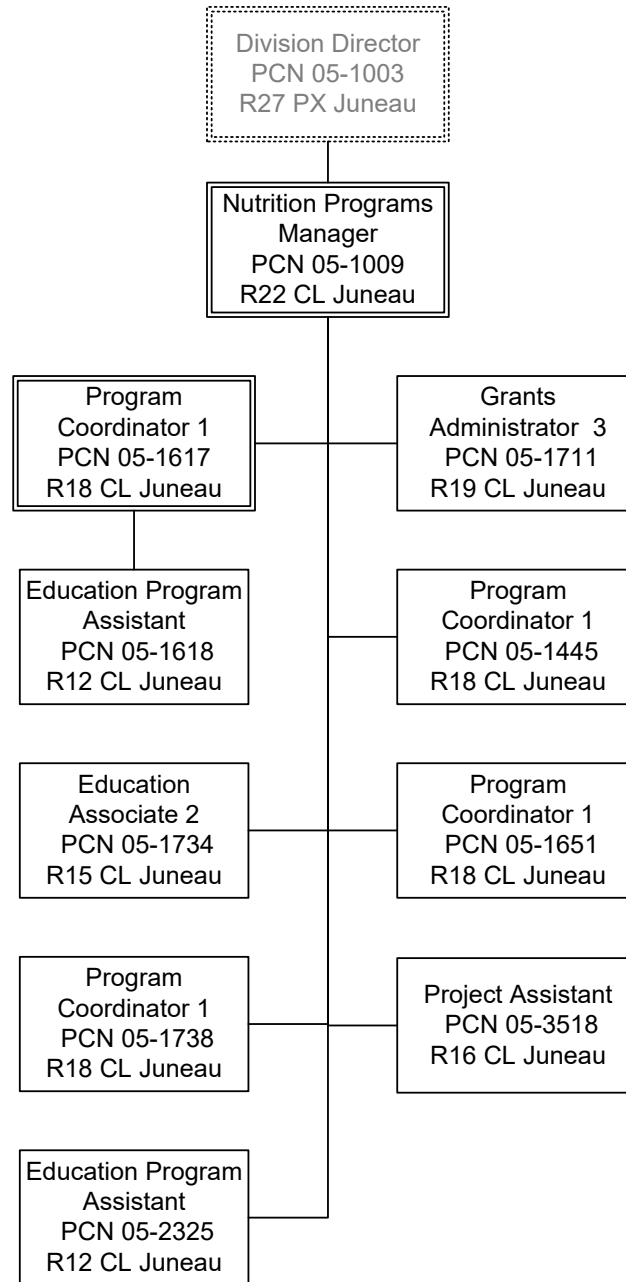 Division Director
PCN 05-1003
R27 PX Juneau
Nutrition Programs
Manager
PCN 05-1009
R22 CL Juneau
Program
Coordinator 1
PCN 05-1617
R18 CL Juneau
Grants
Administrator 3
PCN 05-1711
R19 CL Juneau
Education Program
Assistant
PCN 05-1618
R12 CL Juneau
Program
Coordinator 1
PCN 05-1445
R18 CL Juneau
Education
Associate 2
PCN 05-1734
R15 CL Juneau
Program
Coordinator 1
PCN 05-1651
R18 CL Juneau
Program
Coordinator 1
PCN 05-1738
R18 CL Juneau
Project Assistant
PCN 05-3518
R16 CL Juneau
Education Program
Assistant
PCN 05-2325
R12 CL Juneau